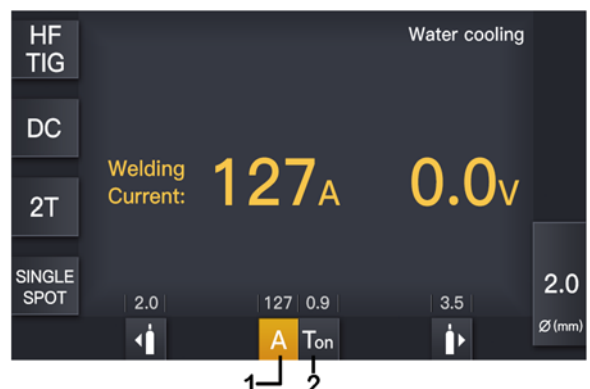 HF
TIG
Water cooling
DC
Welding
Current:
127A
0.0V
2T
SINGLE
SPOT
2.0
127
0.9
3.5
2.0
A
Ton
Ø(mm)
1
2